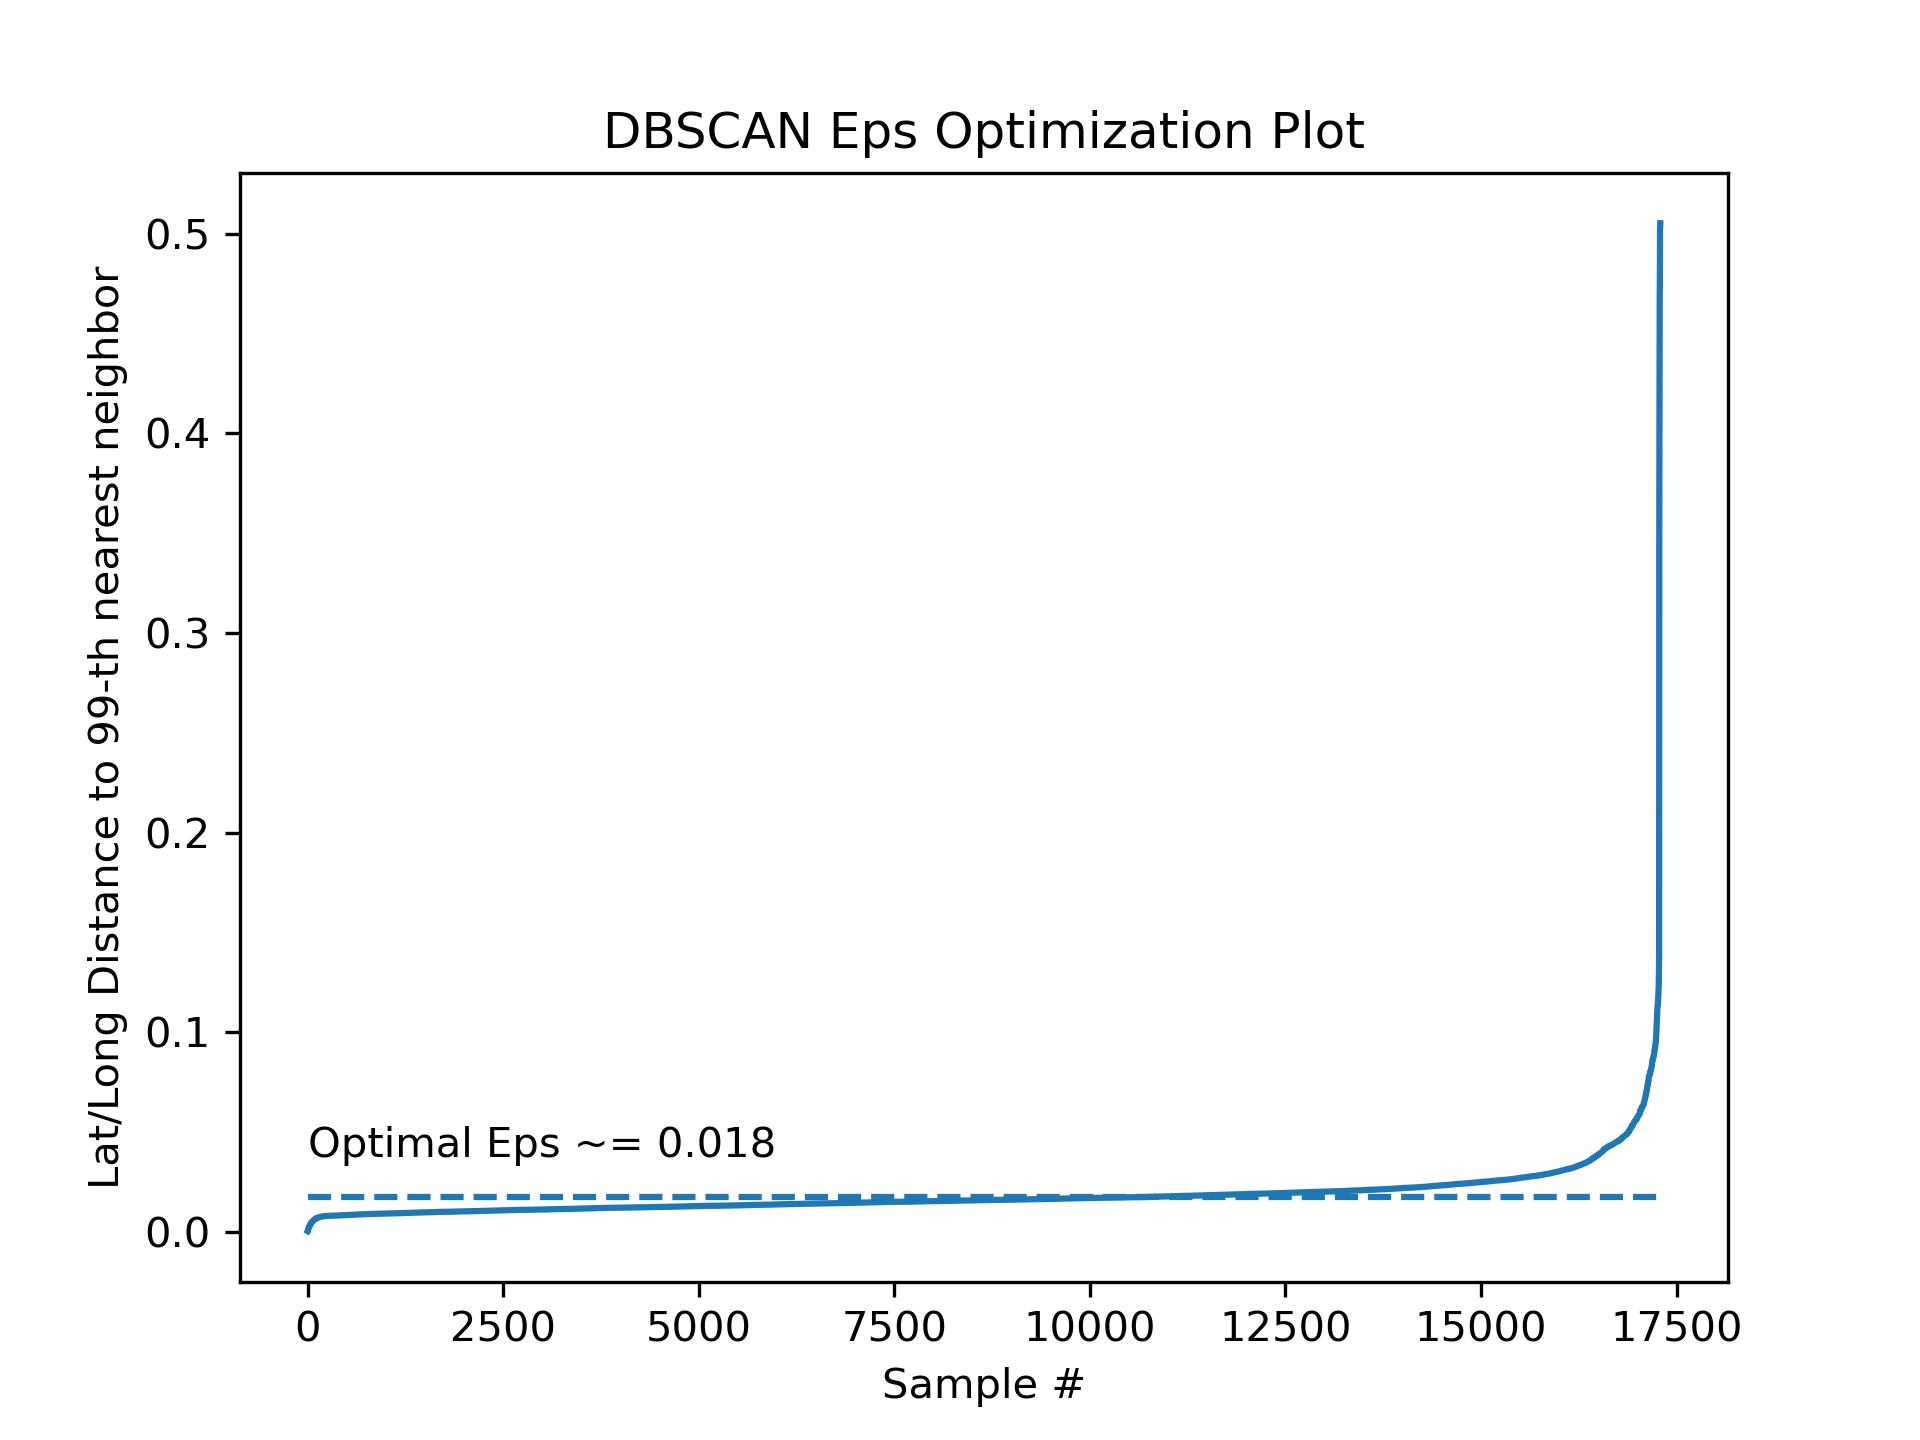 DBSCAN Eps Optimization Plot
Lat/Long Distance to 99-th nearest neighbor
0.5
0.4
0.3
0.2
0.1
0.0
Optimal Eps ~= 0.018
0 2500 5000 7500 10000 12500 15000 17500
Sample #